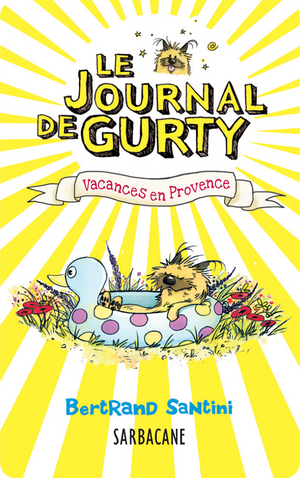 LE
JOURNAL
DE GURTY
Vacances en Provence
Bertrand Santini
SARBACANE